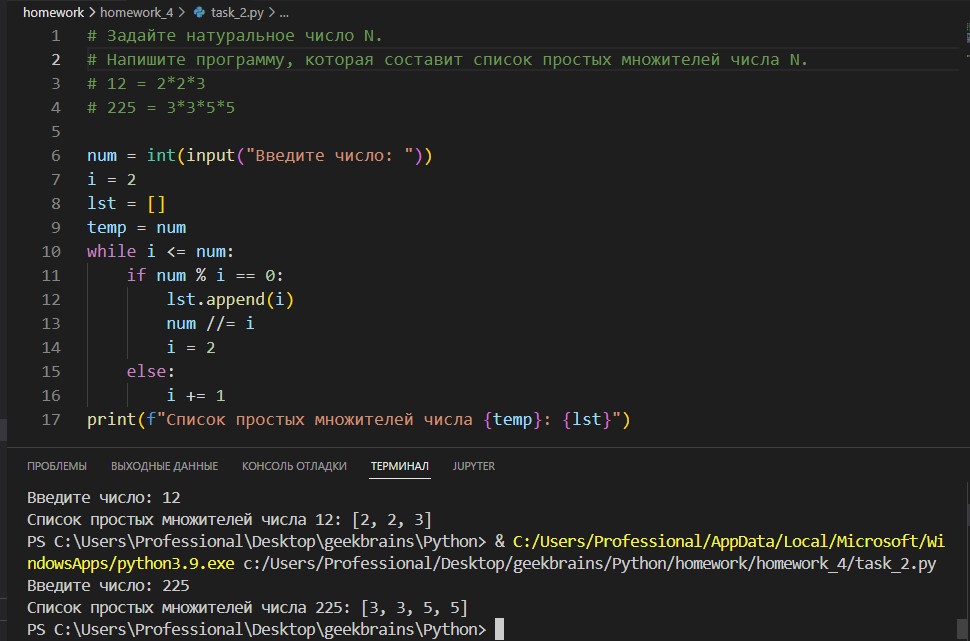 homework > homework_4 > task_2.py > ...
1 # Задайте натуральное число N.
2 # Напишите программу, которая составит список простых множителей числа N.
3 # 12 = 2*2*3
4 # 225 = 3*3*5*5
5
6 num = int(input("Введите число: "))
7 i = 2
8 lst = []
9 temp = num
10 while i <= num:
11     if num % i == 0:
12         lst.append(i)
13         num //= i
14         i = 2
15     else:
16         i += 1
17 print(f"Список простых множителей числа {temp}: {lst}")
ПРОБЛЕМЫ ВЫХОДНЫЕ ДАННЫЕ КОНСОЛЬ ОТЛАДКИ ТЕРМИНАЛ JUPYTER
Введите число: 12
Список простых множителей числа 12: [2, 2, 3]
PS C:\Users\Professional\Desktop\geekbrains\Python> & C:/Users/Professional/AppData/Local/Microsoft/Wi
ndowsApps/python3.9.exe c:/Users/Professional/Desktop/geekbrains/Python/homework/homework_4/task_2.py
Введите число: 225
Список простых множителей числа 225: [3, 3, 5, 5]
PS C:\Users\Professional\Desktop\geekbrains\Python>